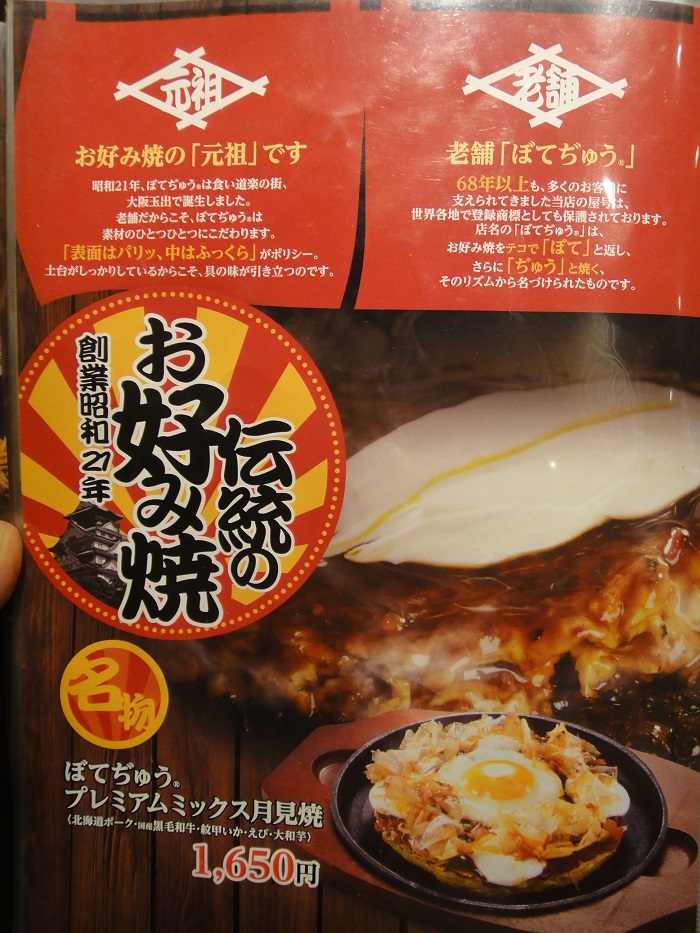 元祖
お好み焼の「元祖」です
昭和21年、ぼてぢゅう®は食い道楽の街、
大阪玉出で誕生しました。
老舗だからこそ、ぼてぢゅう®は
素材のひとつひとつにこだわります。
「表面はパリッ、中はふっくら」がポリシー。
土台がしっかりしているからこそ、具の味が引き立つのです。
老舗
老舗「ぼてぢゅう®」
68年以上も、多くのお客様に
支えられてきました当店の屋号は、
世界各地で登録商標としても保護されております。
店名の「ぼてぢゅう®」は、
お好み焼をテコで「ぼて」と返し、
さらに「ぢゅう」と焼く、
そのリズムから名づけられたものです。
伝統の
お好み焼
創業昭和21年
名物
ぼてぢゅう®
プレミアムミックス月見焼
〈北海道ポーク・国産黒毛和牛・紋甲いか・えび・大和芋〉
1,650円